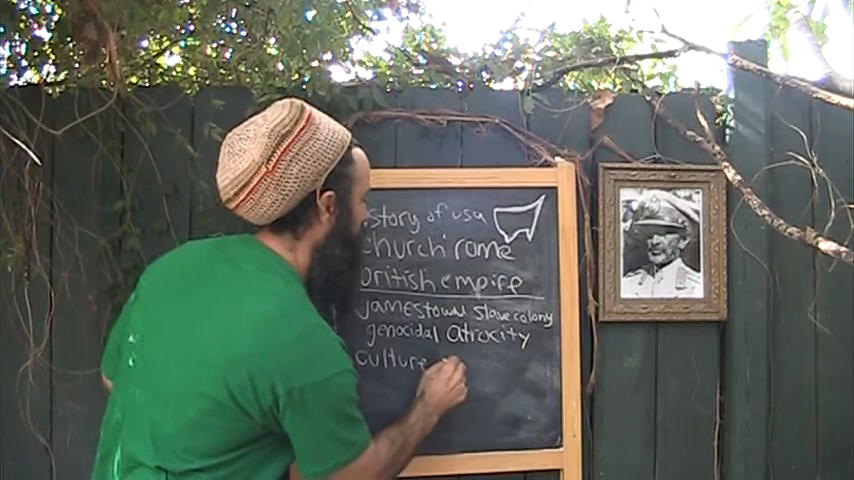 story of usa
church rome
british empire
jamestown slave colony
genocidal atrocity
culture